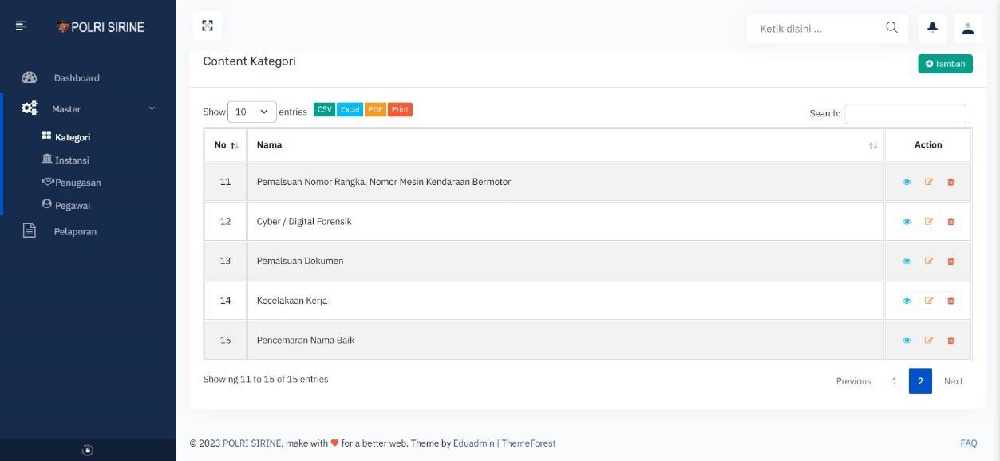 POLRI SIRINE
Ketik disini ...
Dashboard
Master
Kategori
Instansi
Penugasan
Pegawai
Pelaporan
Content Kategori
Tambah
Show 10 entries CSV Excel PDF Print
Search:
No Nama Action
11 Pemalsuan Nomor Rangka, Nomor Mesin Kendaraan Bermotor
12 Cyber / Digital Forensik
13 Pemalsuan Dokumen
14 Kecelakaan Kerja
15 Pencemaran Nama Baik
Showing 11 to 15 of 15 entries
Previous 1 2 Next
© 2023 POLRI SIRINE, make with ❤ for a better web. Theme by Eduadmin | ThemeForest
FAQ